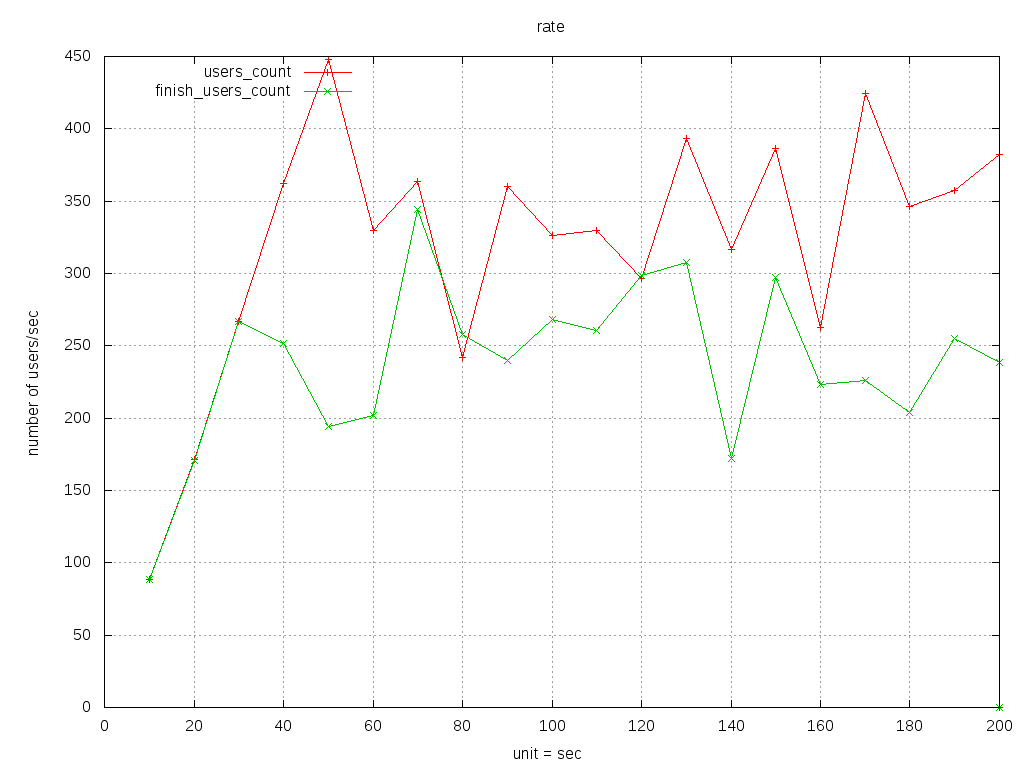 rate
users_count
finish_users_count
450
400
350
300
250
200
150
100
50
0
number of users/sec
0 20 40 60 80 100 120 140 160 180 200
unit = sec